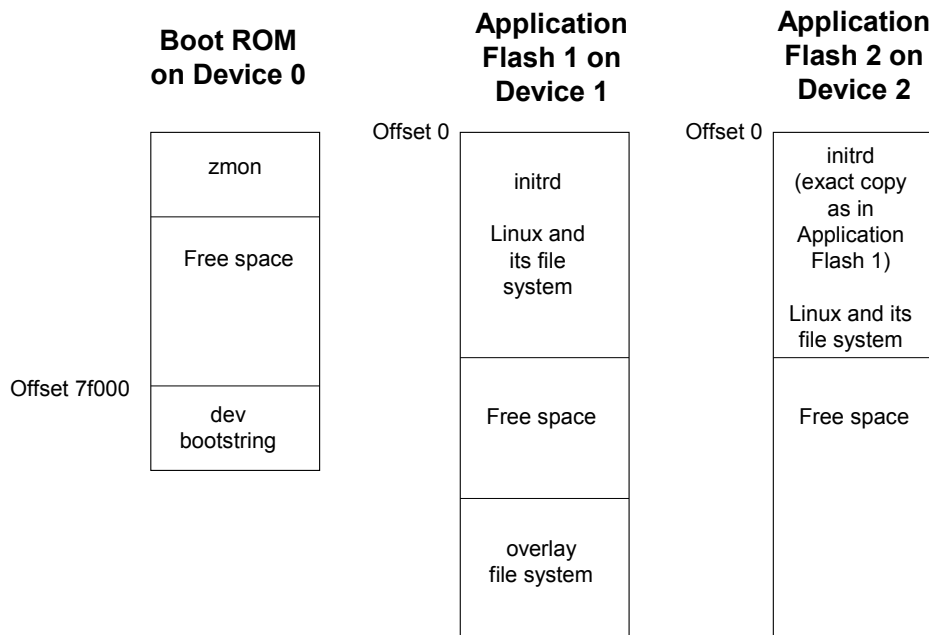 Boot ROM
on Device 0
Application
Flash 1 on
Device 1
Application
Flash 2 on
Device 2
Offset 0
Offset 0
zmon
Free space
Offset 7f000
dev
bootstring
initrd
Linux and
its file
system
Free space
overlay
file system
initrd
(exact copy
as in
Application
Flash 1)
Linux and its
file system
Free space